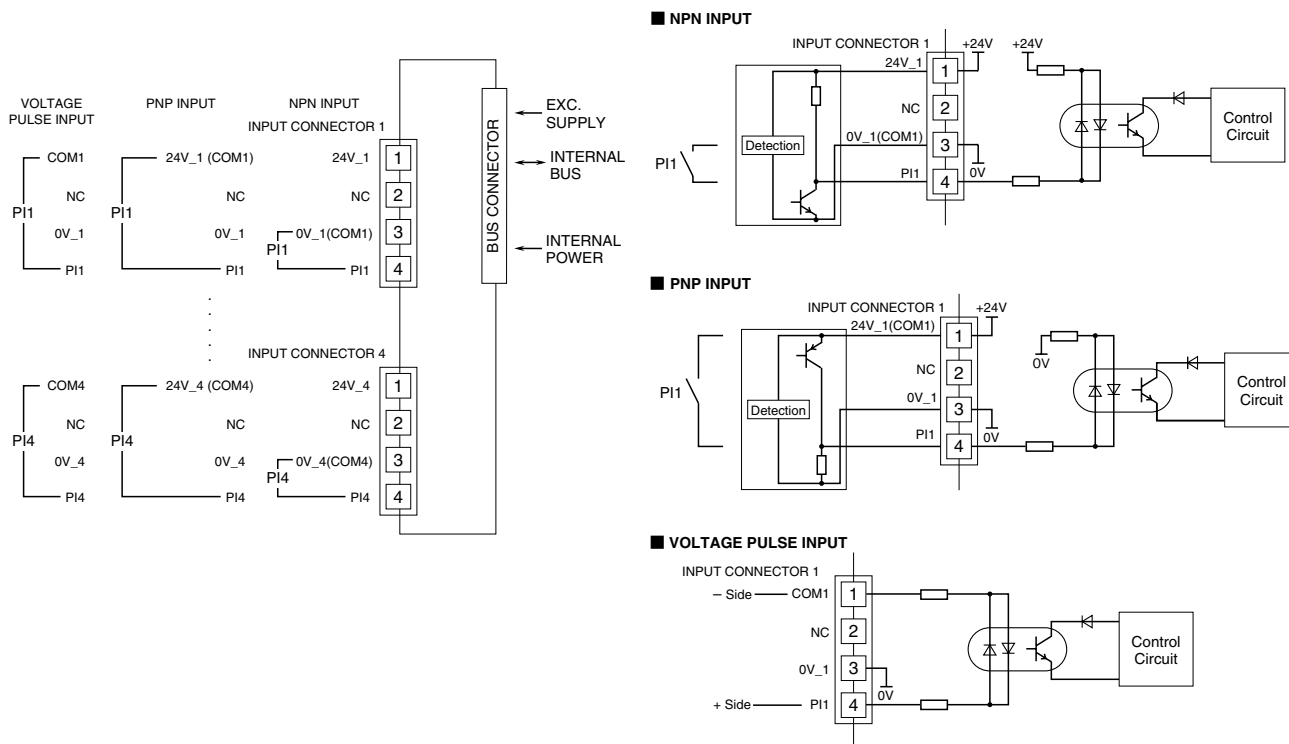 VOLTAGE
PULSE INPUT
PNP INPUT
NPN INPUT
INPUT CONNECTOR 1
COM1
NC
0V_1
PI1
PI1
24V_1 (COM1)
NC
0V_1
PI1
PI1
24V_1
NC
0V_1(COM1)
PI1
PI1
1
2
3
4
INPUT CONNECTOR 4
COM4
NC
0V_4
PI4
PI4
24V_4 (COM4)
NC
0V_4
PI4
PI4
24V_4
NC
0V_4(COM4)
PI4
PI4
1
2
3
4
BUS CONNECTOR
EXC.
SUPPLY
INTERNAL
BUS
INTERNAL
POWER
■ NPN INPUT
INPUT CONNECTOR 1
+24V
+24V
24V_1
1
NC
2
0V_1(COM1)
3
0V
PI1
4
PI1
Detection
Control
Circuit
■ PNP INPUT
INPUT CONNECTOR 1
+24V
24V_1(COM1)
1
NC
2
0V_1
3
0V
PI1
4
PI1
Detection
0V
Control
Circuit
■ VOLTAGE PULSE INPUT
INPUT CONNECTOR 1
– Side
COM1
1
NC
2
0V_1
3
0V
+ Side
PI1
4
Control
Circuit